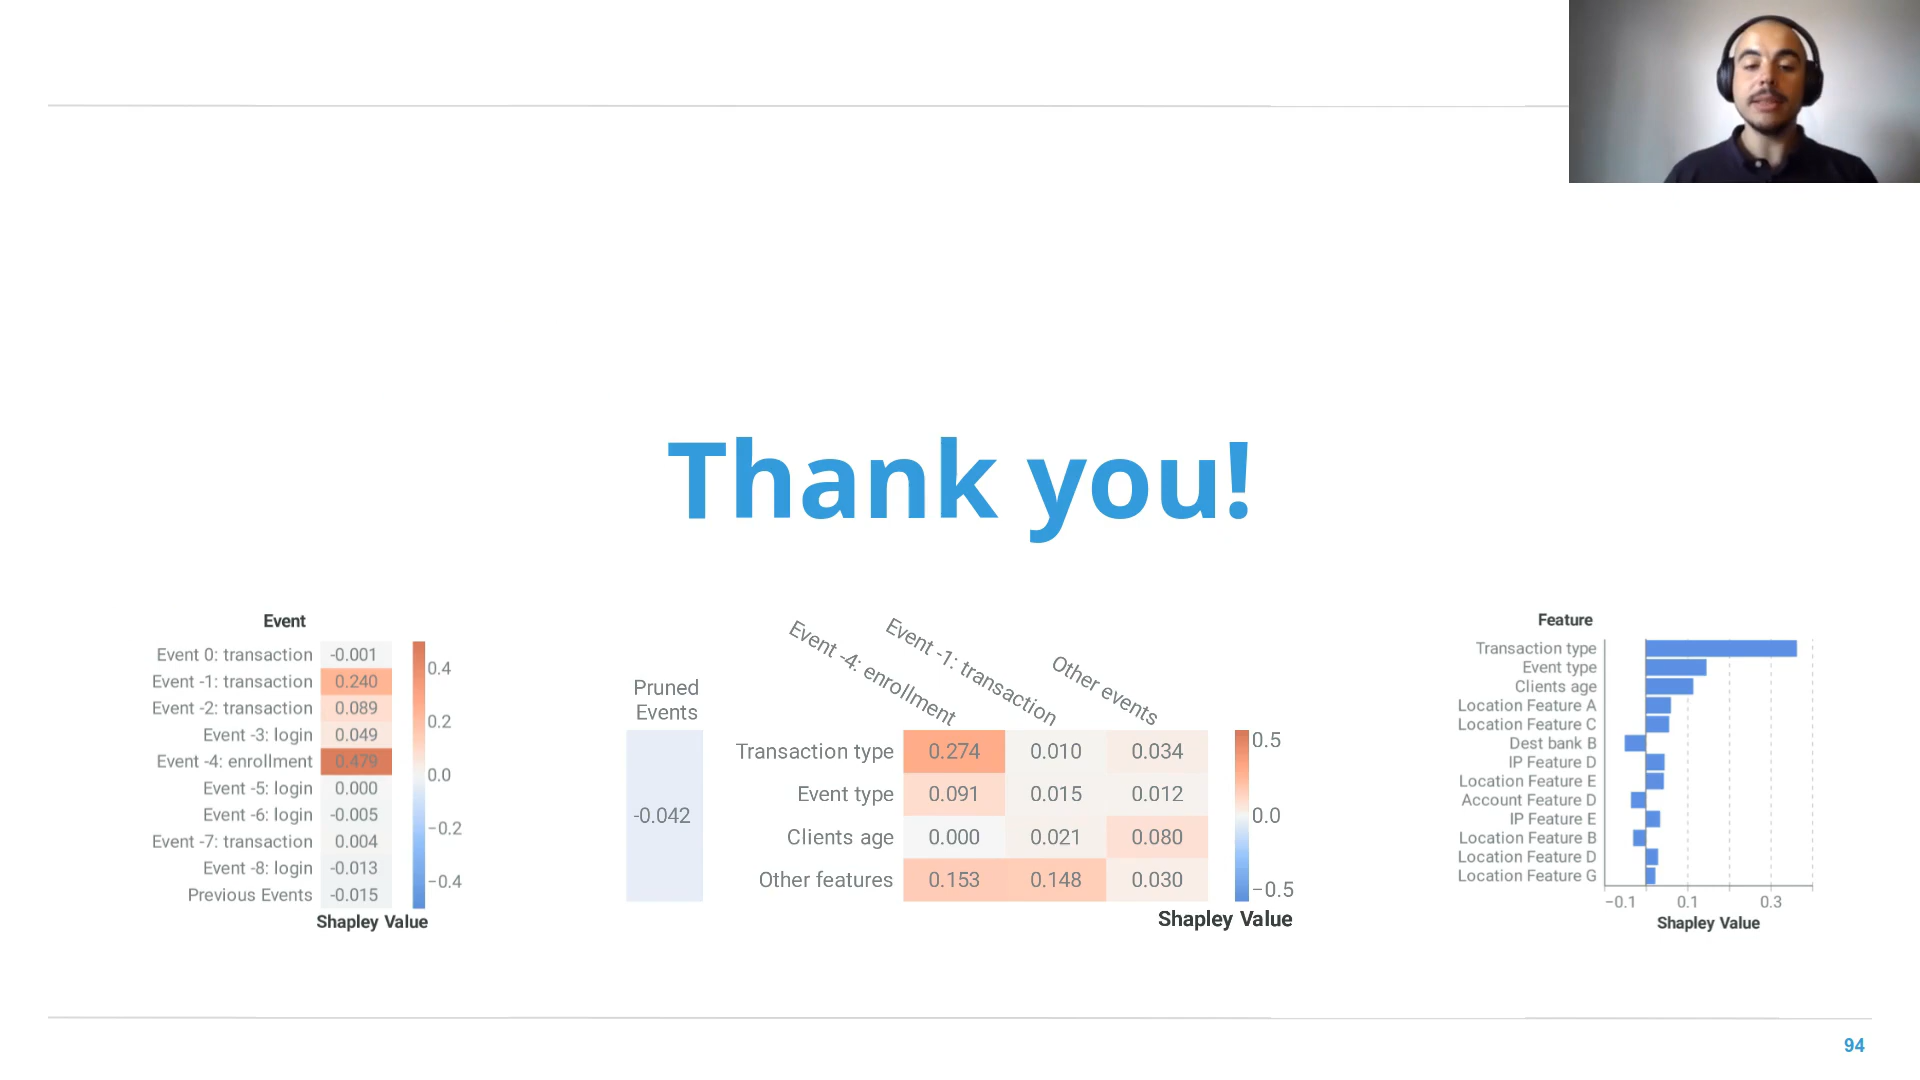 Thank you!
Event
Event 0: transaction -0.001
Event -1: transaction 0.240
Event -2: transaction 0.089
Event -3: login 0.049
Event -4: enrollment 0.479
Event -5: login 0.000
Event -6: login -0.005
Event -7: transaction 0.004
Event -8: login -0.013
Previous Events -0.015
0.4
0.2
0.0
−0.2
−0.4
Shapley Value
Pruned
Events
-0.042
Event -4: enrollment
Event -1: transaction
Other events
Transaction type 0.274 0.010 0.034
Event type 0.091 0.015 0.012
Clients age 0.000 0.021 0.080
Other features 0.153 0.148 0.030
0.5
0.0
−0.5
Shapley Value
Feature
Transaction type
Event type
Clients age
Location Feature A
Location Feature C
Dest bank B
IP Feature D
Location Feature E
Account Feature D
IP Feature E
Location Feature B
Location Feature D
Location Feature G
−0.1 0.1 0.3
Shapley Value
94